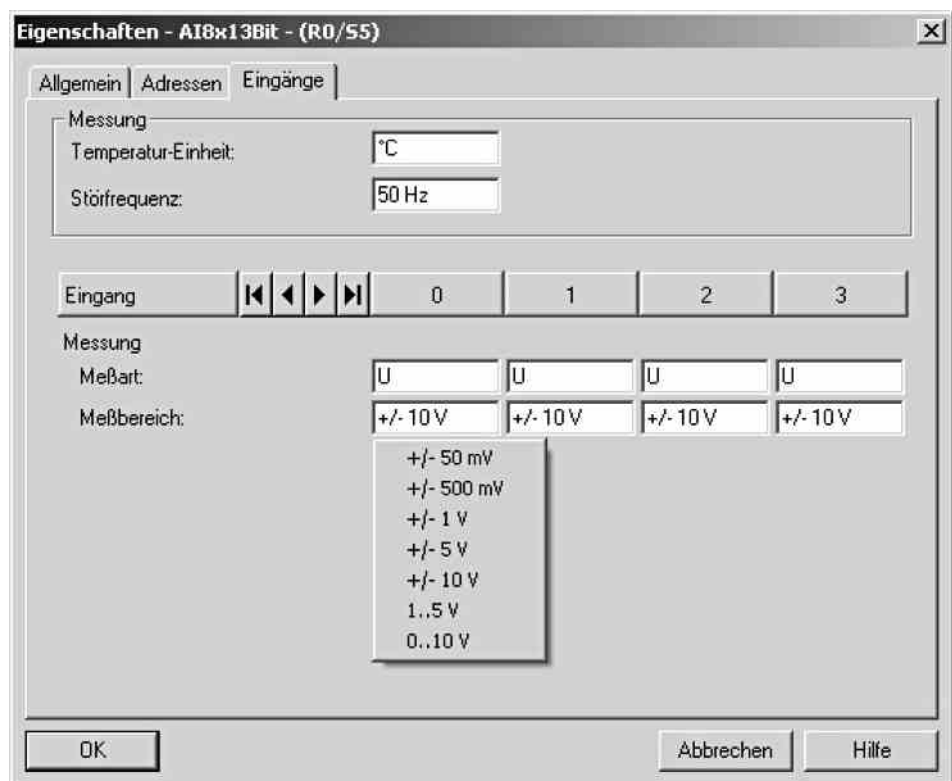 Eigenschaften - AI8x13Bit - (R0/S5)
Allgemein Adressen Eingänge
Messung
Temperatur-Einheit: °C
Störfrequenz: 50 Hz
Eingang 0 1 2 3
Messung
Meßart: U U U U
Meßbereich: +/- 10 V +/- 10 V +/- 10 V +/- 10 V
+/- 50 mV
+/- 500 mV
+/- 1 V
+/- 5 V
+/- 10 V
1..5 V
0..10 V
OK Abbrechen Hilfe